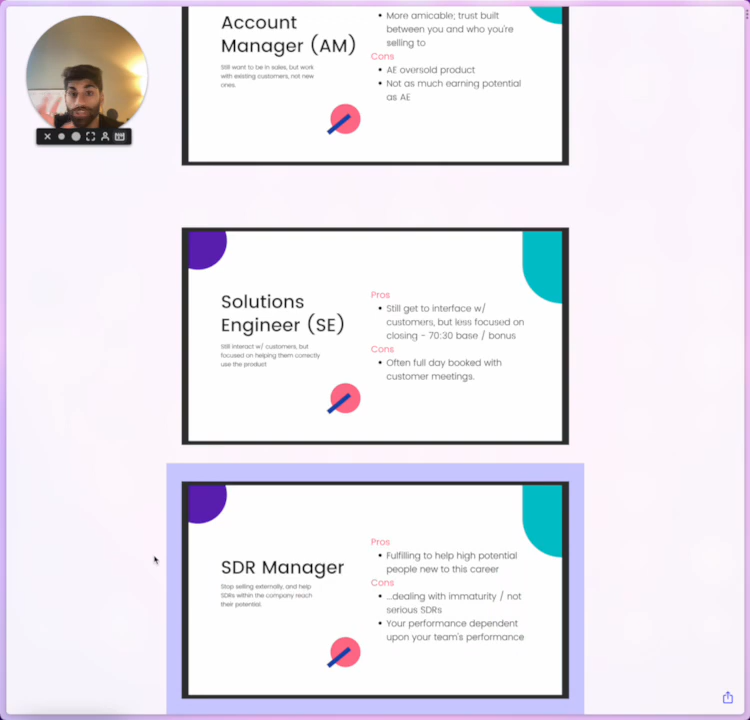 Account
Manager (AM)
Still want to be in sales, but work
with existing customers, not new
ones.
More amicable; trust built
between you and who you're
selling to
Cons
AE oversold product
Not as much earning potential
as AE
Solutions
Engineer (SE)
Still interact w/ customers, but
focused on helping them correctly
use the product
Pros
Still get to interface w/
customers, but less focused on
closing - 70:30 base / bonus
Cons
Often full day booked with
customer meetings.
SDR Manager
Stop selling externally, and help
SDRs within the company reach
their potential.
Pros
Fulfilling to help high potential
people new to this career
Cons
...dealing with immaturity / not
serious SDRs
Your performance dependent
upon your team's performance